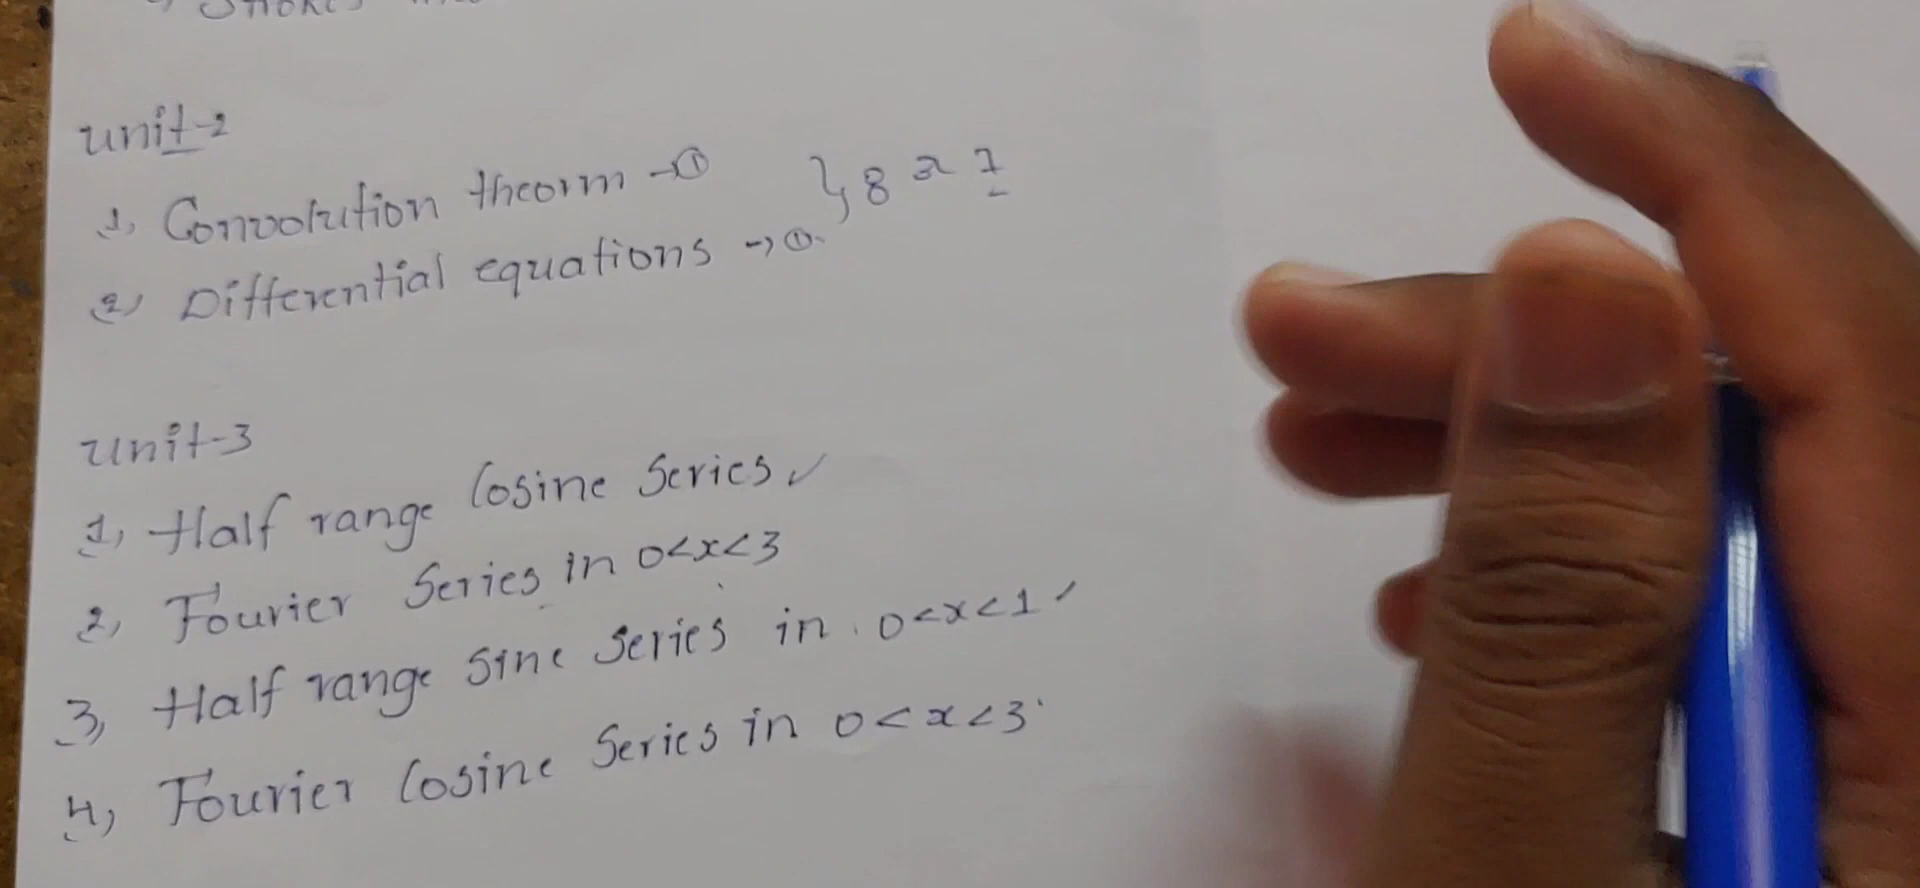 Unit-2
1, Convolution theorm →①
} 8 2 1
2, Differential equations →①.
Unit-3
1, Half range Cosine Series ✓
2, Fourier Series in 0<x<3
3, Half range Sine Series in 0<x<1 ✓
4, Fourier Cosine Series in 0<x<3